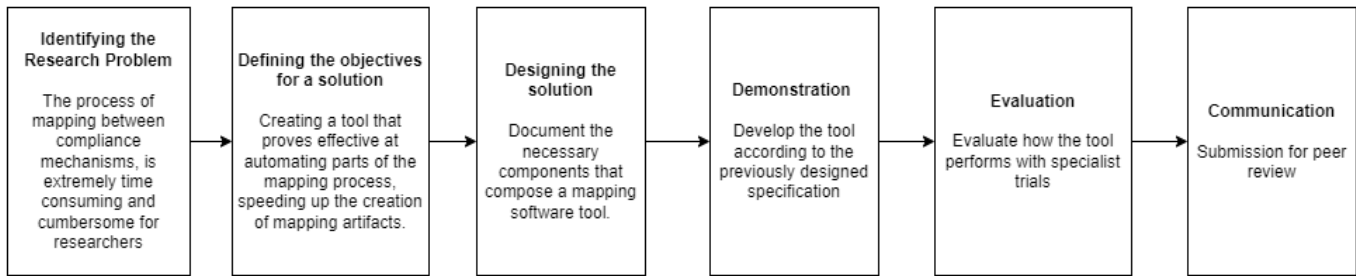 Identifying the
Research Problem
The process of
mapping between
compliance
mechanisms, is
extremely time
consuming and
cumbersome for
researchers
Defining the objectives
for a solution
Creating a tool that
proves effective at
automating parts of the
mapping process,
speeding up the creation
of mapping artifacts.
Designing the
solution
Document the
necessary
components that
compose a mapping
software tool.
Demonstration
Develop the tool
according to the
previously designed
specification
Evaluation
Evaluate how the tool
performs with specialist
trials
Communication
Submission for peer
review